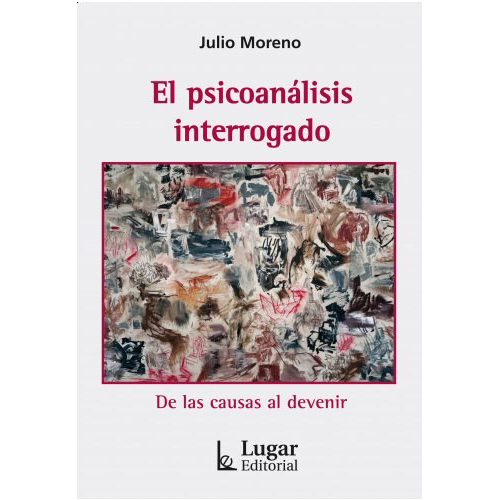 Julio Moreno
El psicoanálisis
interrogado
De las causas al devenir
Lugar
Editorial